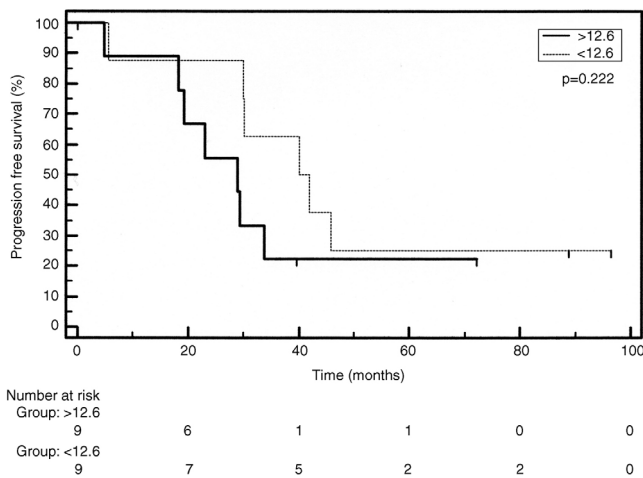 100
90
80
70
60
50
40
30
20
10
0
Progression free survival (%)
>12.6
<12.6
p=0.222
0 20 40 60 80 100
Time (months)
Number at risk
Group: >12.6
9 6 1 1 0 0
Group: <12.6
9 7 5 2 2 0